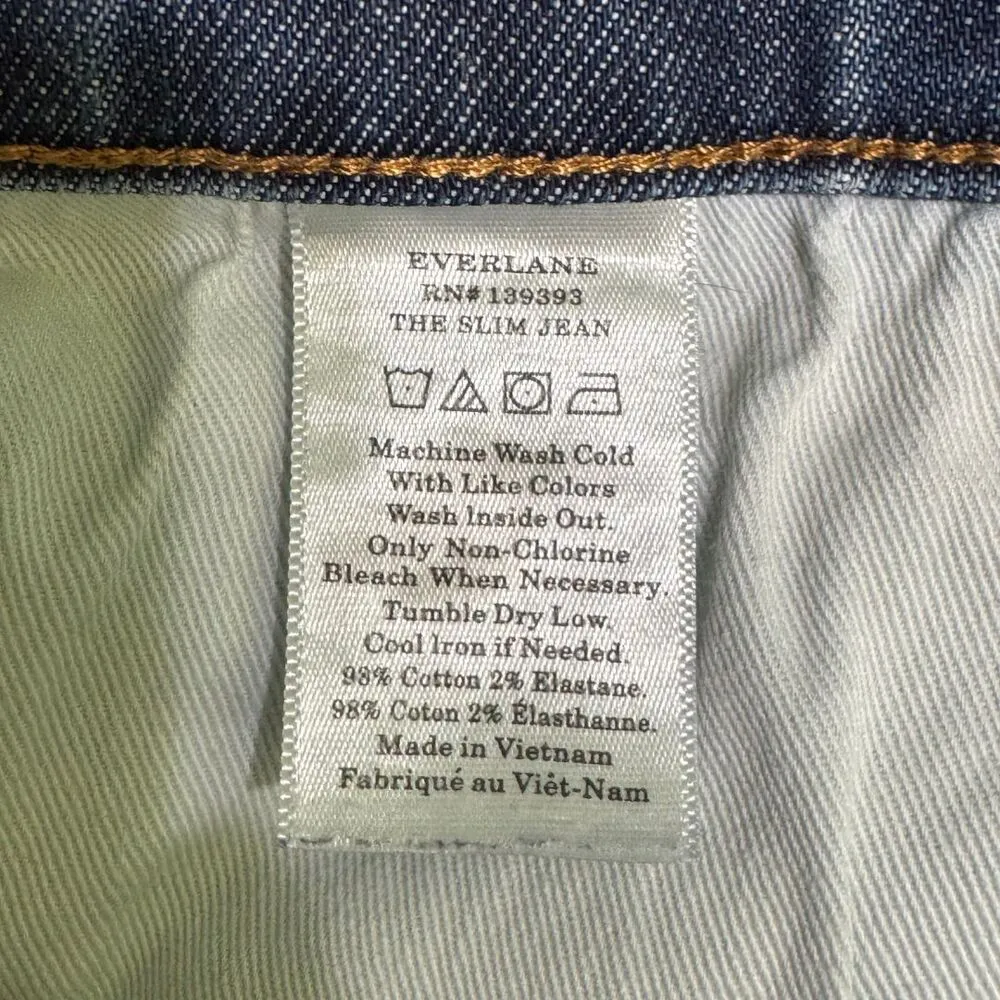 EVERLANE
RN# 139393
THE SLIM JEAN
Machine Wash Cold
With Like Colors
Wash Inside Out.
Only Non-Chlorine
Bleach When Necessary.
Tumble Dry Low.
Cool Iron if Needed.
98% Cotton 2% Elastane.
98% Coton 2% Élasthanne.
Made in Vietnam
Fabriqué au Viêt-Nam